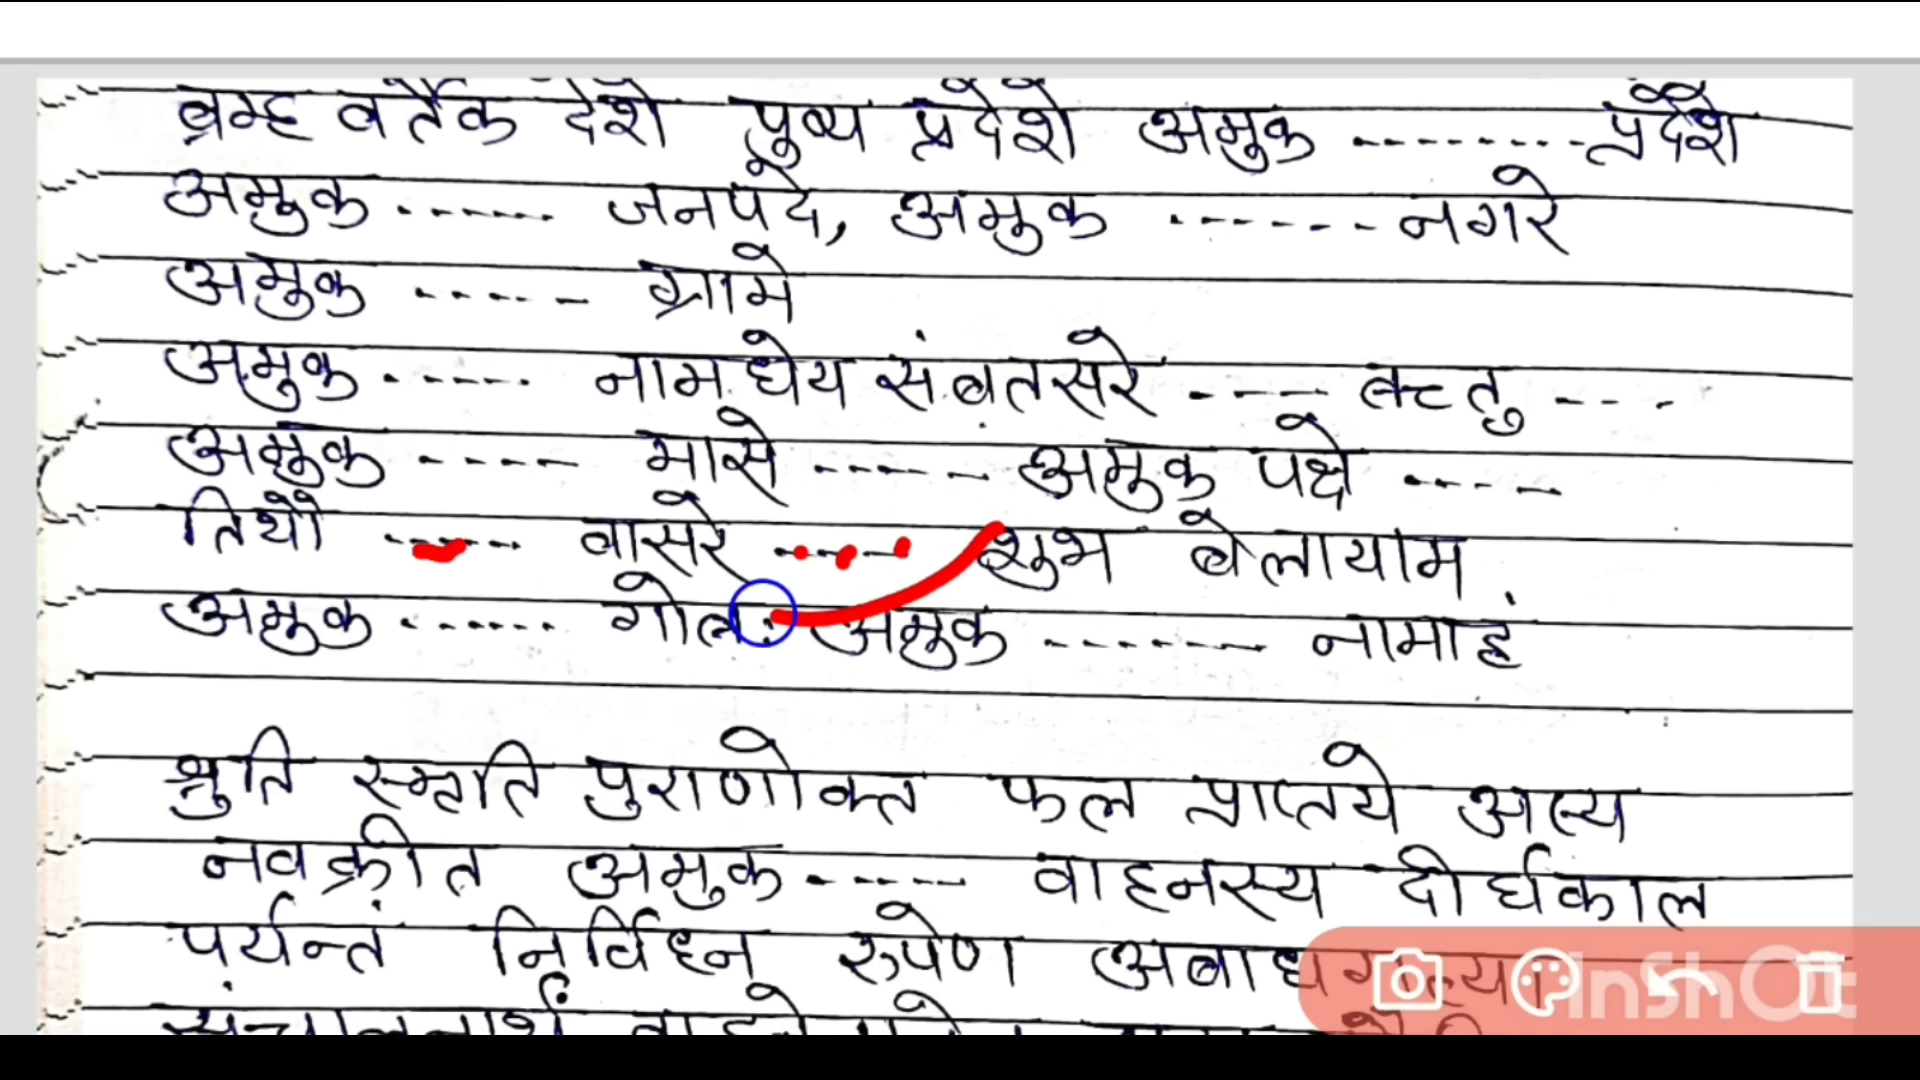 ब्रम्ह वर्तैक देशे पुण्य प्रदेशे अमुक --------- प्रदेशे
अमुक ------ जनपदे, अमुक ------- नगरे
अमुक ------ ग्रामे
अमुक ----- नामधेय संवतसरे ---- ऋतु ---
अमुक ----- मासे ----- अमुक पक्षे -----
तिथौ ----- वासरे ----- शुभ बेलायाम
अमुक ------ गोत्रः अमुक -------- नामाहं
श्रुति स्मृति पुराणोक्त फल प्राप्तये अस्य
नवक्रीत अमुक ------ वाहनस्य दीर्घकाल
पर्यन्तं निर्विघ्न रुपेण
InShOt